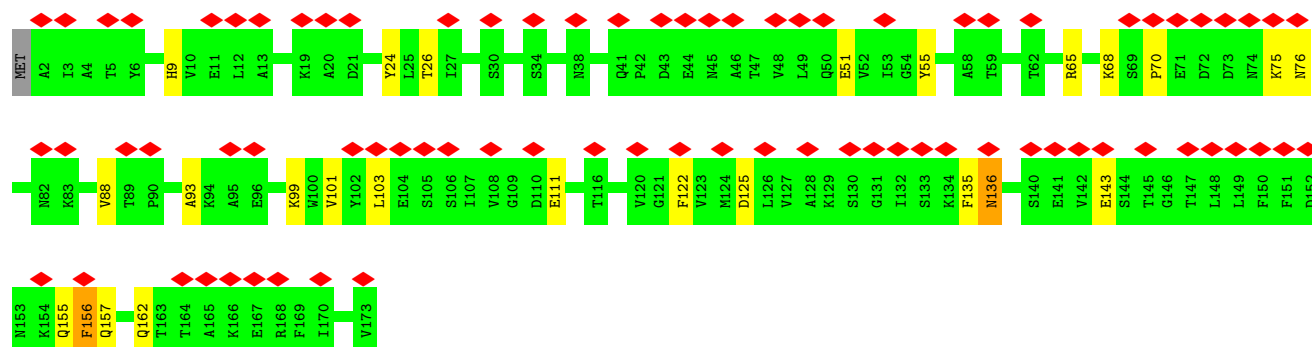 MET A2 I3 A4 T5 Y6 H9 V10 E11 L12 A13 K19 A20 D21 Y24 L25 T26 I27 S30 S34 N38 Q41 P42 D43 E44 N45 A46 T47 V48 L49 Q50 E51 V52 I53 G54 Y55 A58 T59 T62 R65 K68 S69 P70 E71 D72 D73 N74 K75 N76
N82 K83 V88 T89 P90 A93 K94 A95 E96 K99 W100 V101 Y102 L103 E104 S105 S106 I107 V108 G109 D110 E111 T116 V120 G121 F122 V123 M124 D125 L126 V127 A128 K129 S130 G131 I132 S133 K134 F135 N136 S140 E141 V142 E143 S144 T145 G146 T147 L148 L149 F150 F151 D152
N153 K154 Q155 F156 Q157 Q162 T163 T164 A165 K166 E167 R168 F169 I170 V173